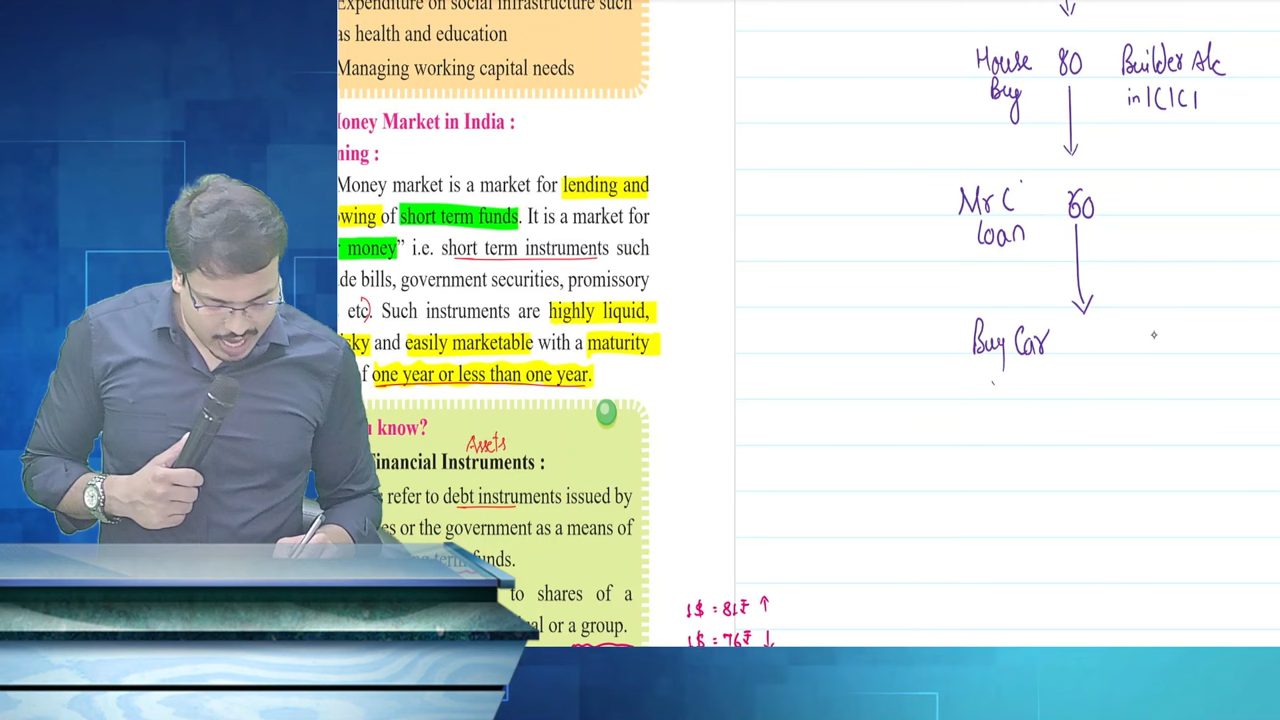 Expenditure on social infrastructure such
as health and education
Managing working capital needs
Money Market in India :
ning :
Money market is a market for lending and
owing of short term funds. It is a market for
money” i.e. short term instruments such
de bills, government securities, promissory
etc. Such instruments are highly liquid,
isky and easily marketable with a maturity
f one year or less than one year.
u know?
Assets
Financial Instruments :
s refer to debt instruments issued by
es or the government as a means of
ng term funds.
to shares of a
al or a group.
1$ = 81₹ ↑
1$ = 76₹ ↓
House 80 Builder A/c
Buy in ICICI
Mr C 60
Loan
Buy Car